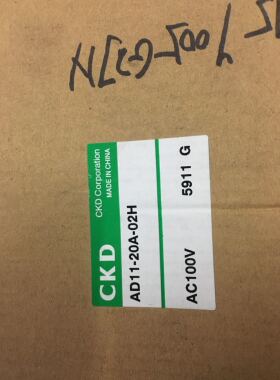 CKD
CKD Corporation
MADE IN CHINA
AD11-20A-02H
AC100V
5911 G